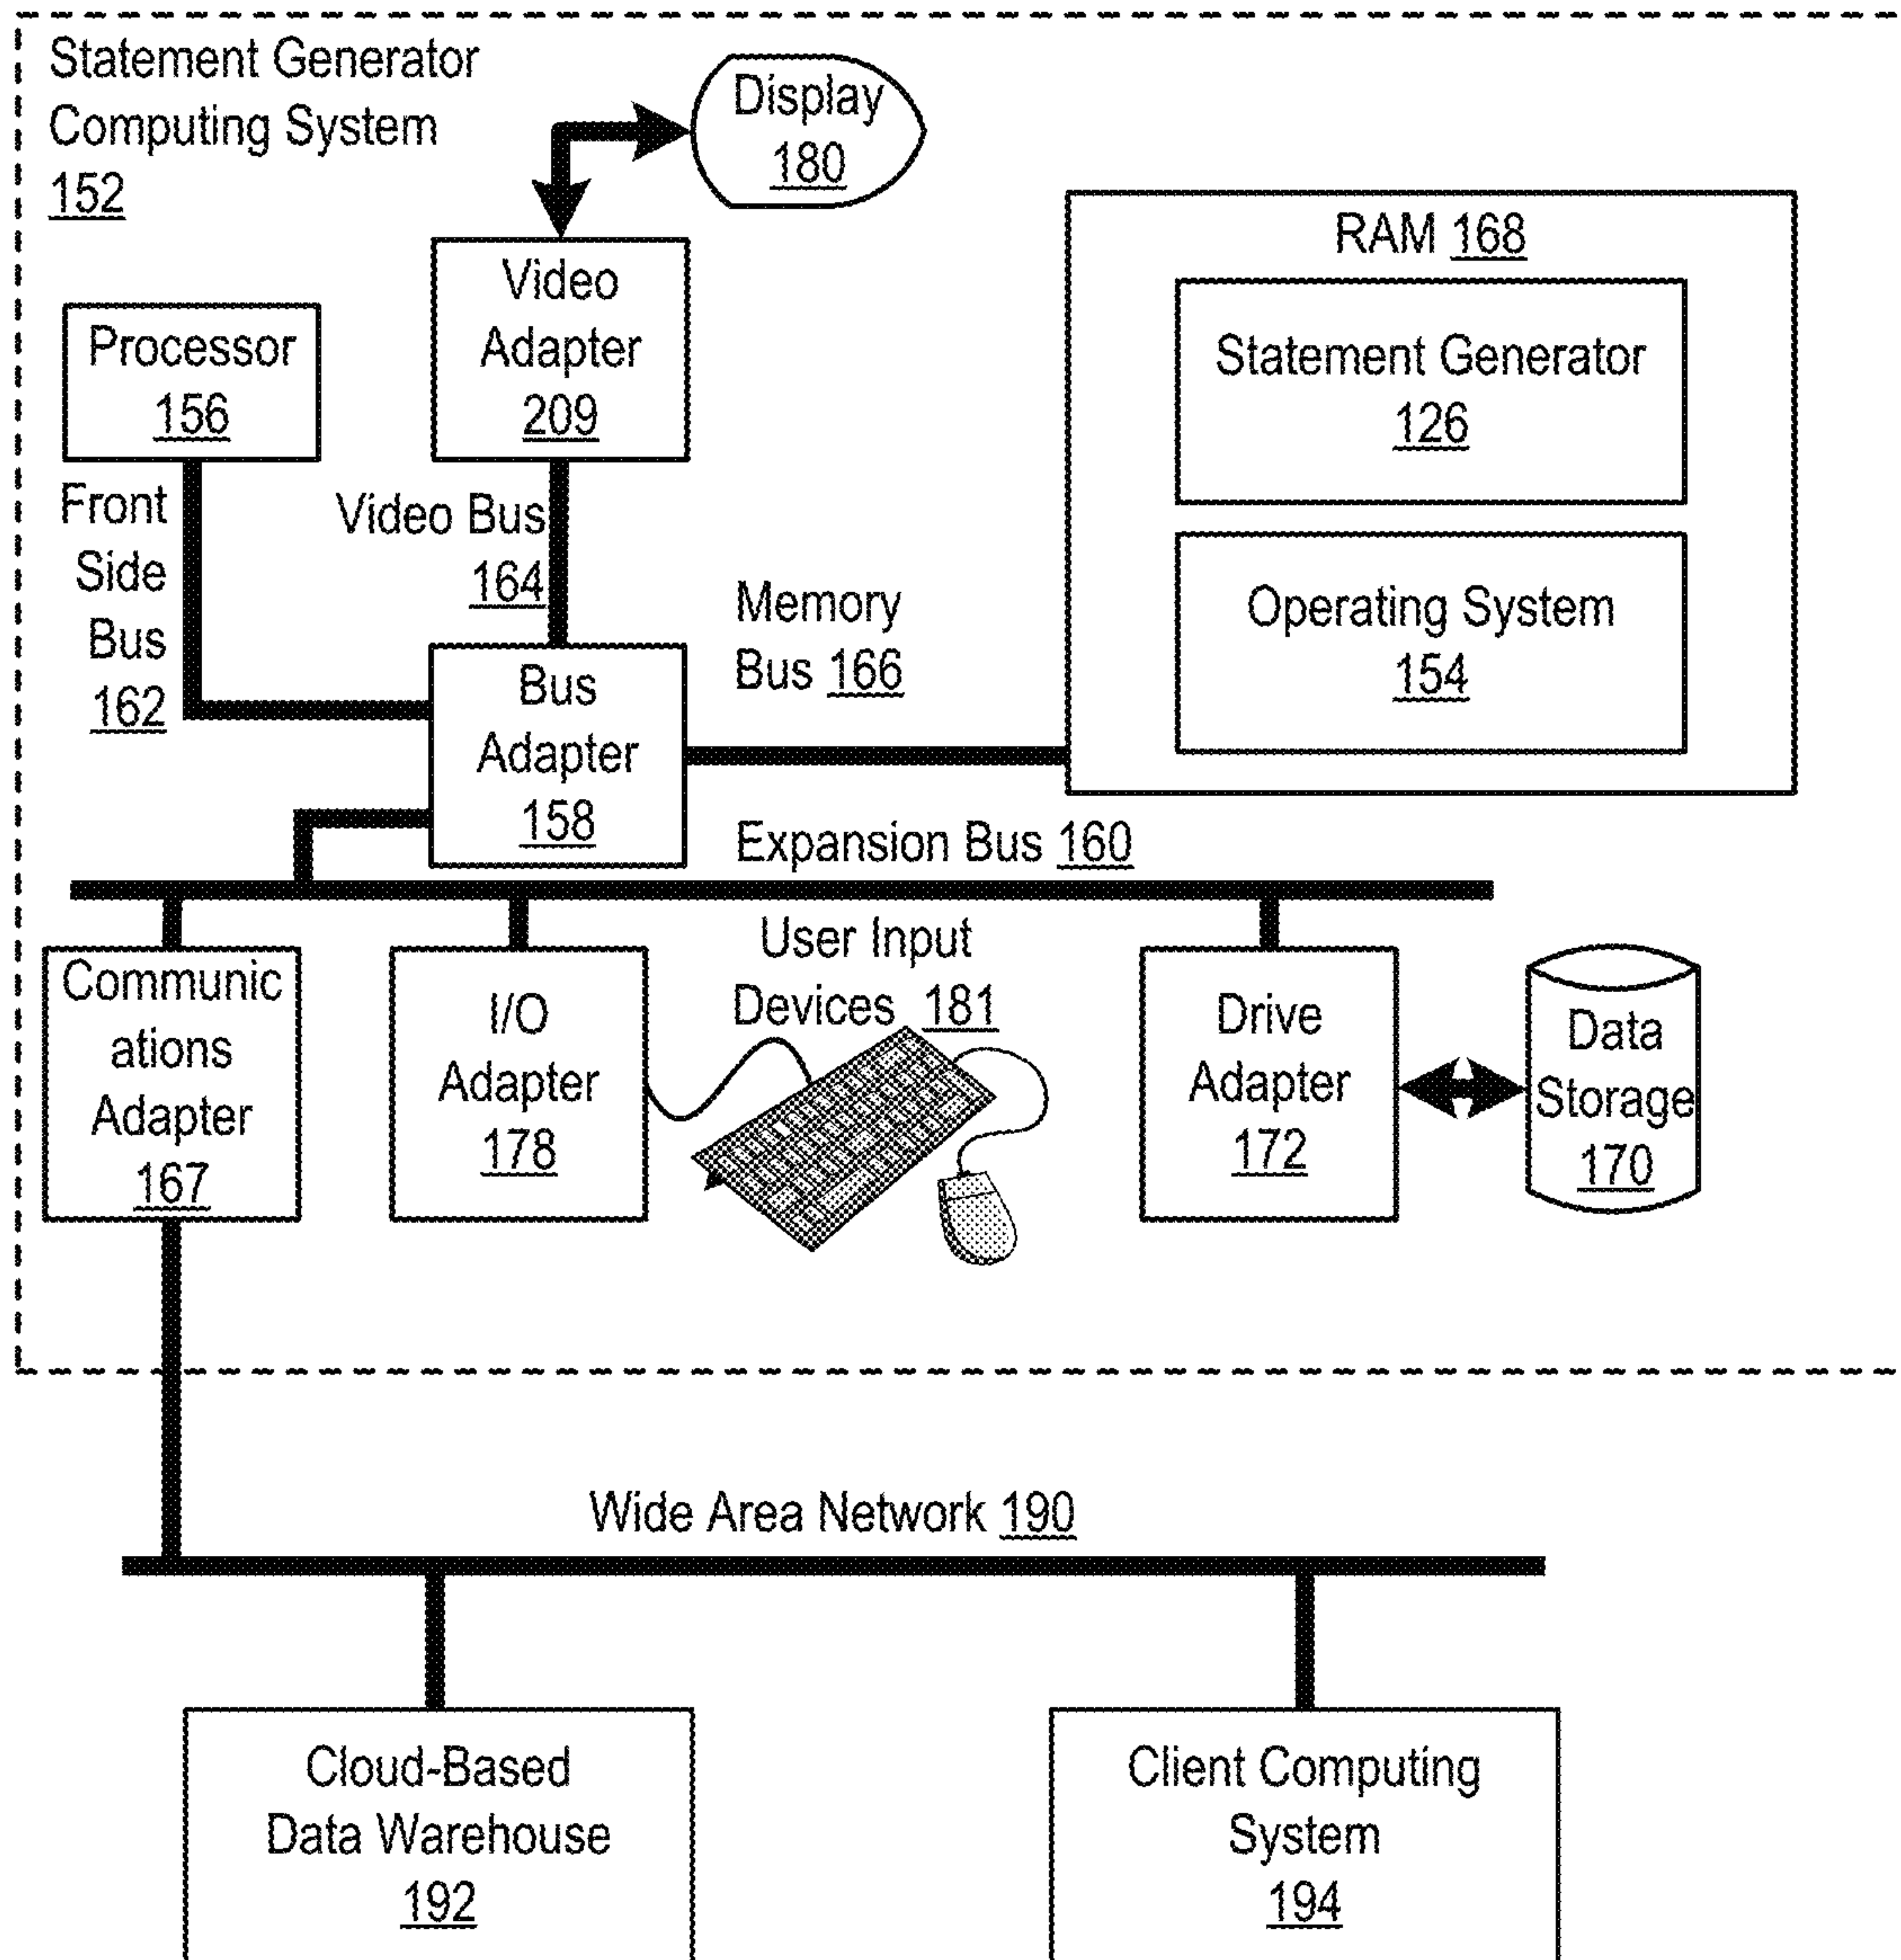 Statement Generator
Computing System
152
Display
180
Video
Adapter
209
RAM 168
Statement Generator
126
Operating System
154
Processor
156
Front
Side
Bus
162
Video Bus
164
Memory
Bus 166
Bus
Adapter
158
Expansion Bus 160
Communic
ations
Adapter
167
I/O
Adapter
178
User Input
Devices 181
Drive
Adapter
172
Data
Storage
170
Wide Area Network 190
Cloud-Based
Data Warehouse
192
Client Computing
System
194